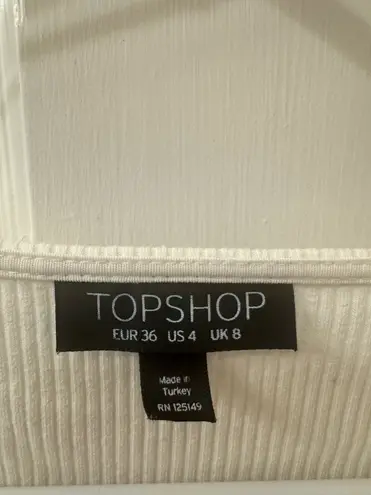 TOPSHOP
EUR 36 US 4 UK 8
Made in
Turkey
RN 125149